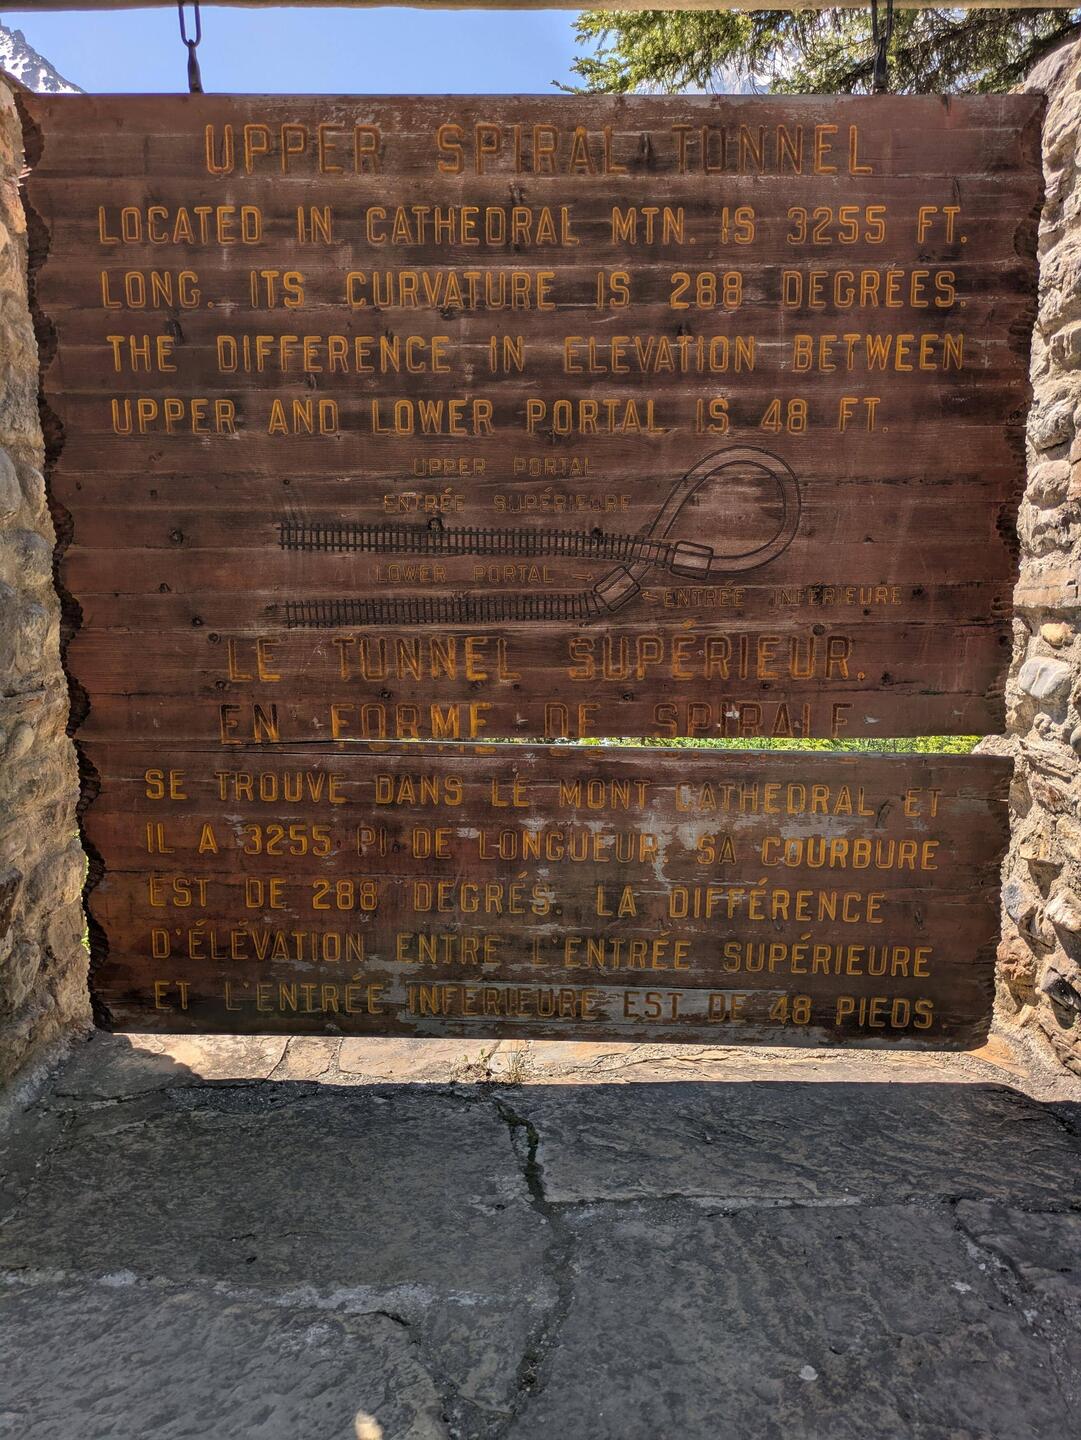 UPPER SPIRAL TUNNEL
LOCATED IN CATHEDRAL MTN. IS 3255 FT.
LONG. ITS CURVATURE IS 288 DEGREES.
THE DIFFERENCE IN ELEVATION BETWEEN
UPPER AND LOWER PORTAL IS 48 FT.
UPPER PORTAL
ENTRÉE SUPÉRIEURE
LOWER PORTAL →
← ENTRÉE INFÉRIEURE
LE TUNNEL SUPÉRIEUR.
EN FORME DE SPIRALE
SE TROUVE DANS LE MONT CATHEDRAL ET
IL A 3255 PI DE LONGUEUR SA COURBURE
EST DE 288 DEGRÉS. LA DIFFÉRENCE
D'ÉLÉVATION ENTRE L'ENTRÉE SUPÉRIEURE
ET L'ENTRÉE INFERIEURE EST DE 48 PIEDS.